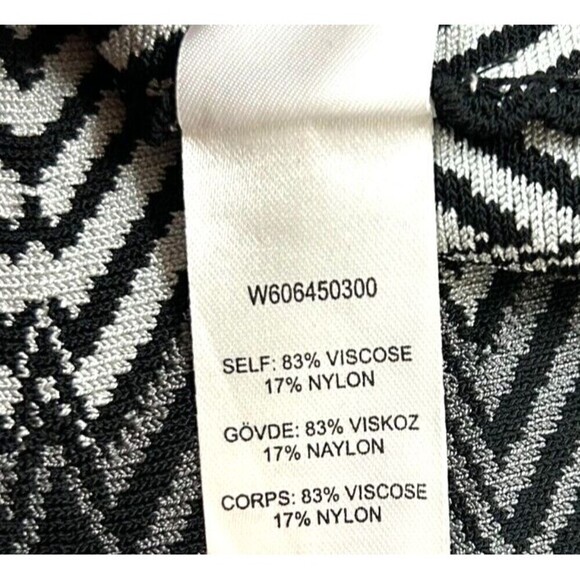 W606450300
SELF: 83% VISCOSE
17% NYLON
GÖVDE: 83% VISKOZ
17% NAYLON
CORPS: 83% VISCOSE
17% NYLON